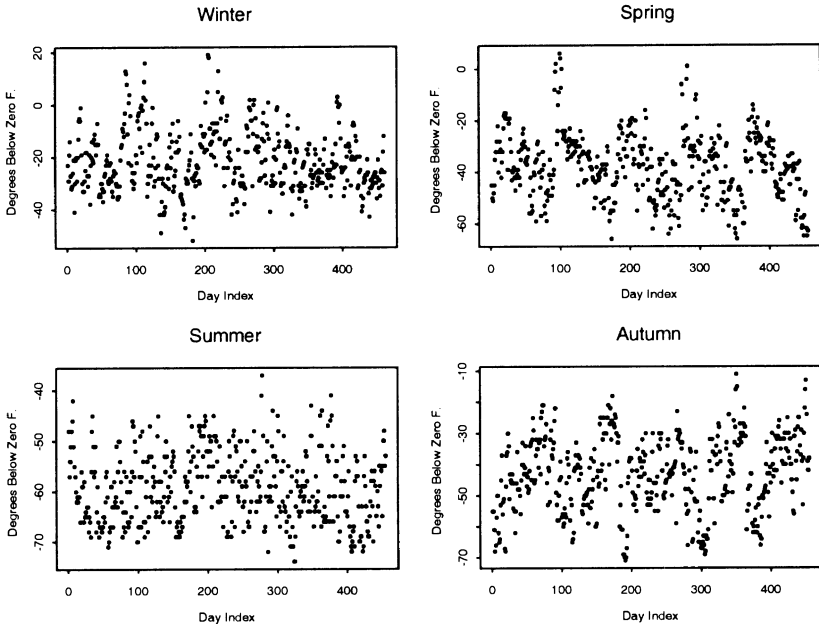 Winter
Degrees Below Zero F.
20
0
20
40
0 100 200 300 400
Day Index
Spring
Degrees Below Zero F.
0
-20
-40
-60
0 100 200 300 400
Day Index
Summer
Degrees Below Zero F.
-40
-50
-60
-70
0 100 200 300 400
Day Index
Autumn
Degrees Below Zero F.
-10
-30
-50
-70
0 100 200 300 400
Day Index